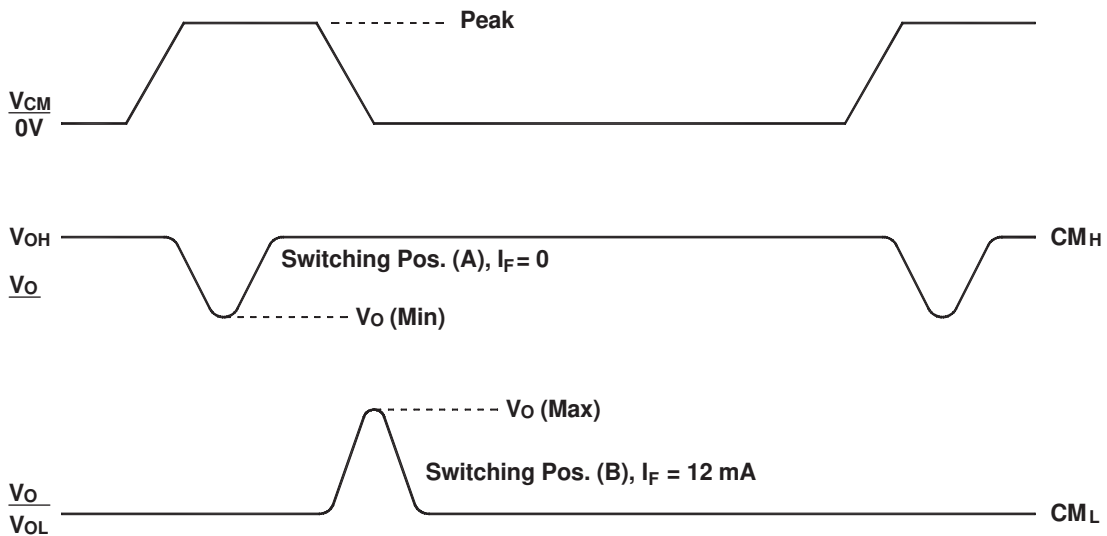 Peak
VCM
0V
VOH
CMH
Switching Pos. (A), IF = 0
VO
VO (Min)
VO (Max)
Switching Pos. (B), IF = 12 mA
VO
VOL
CML